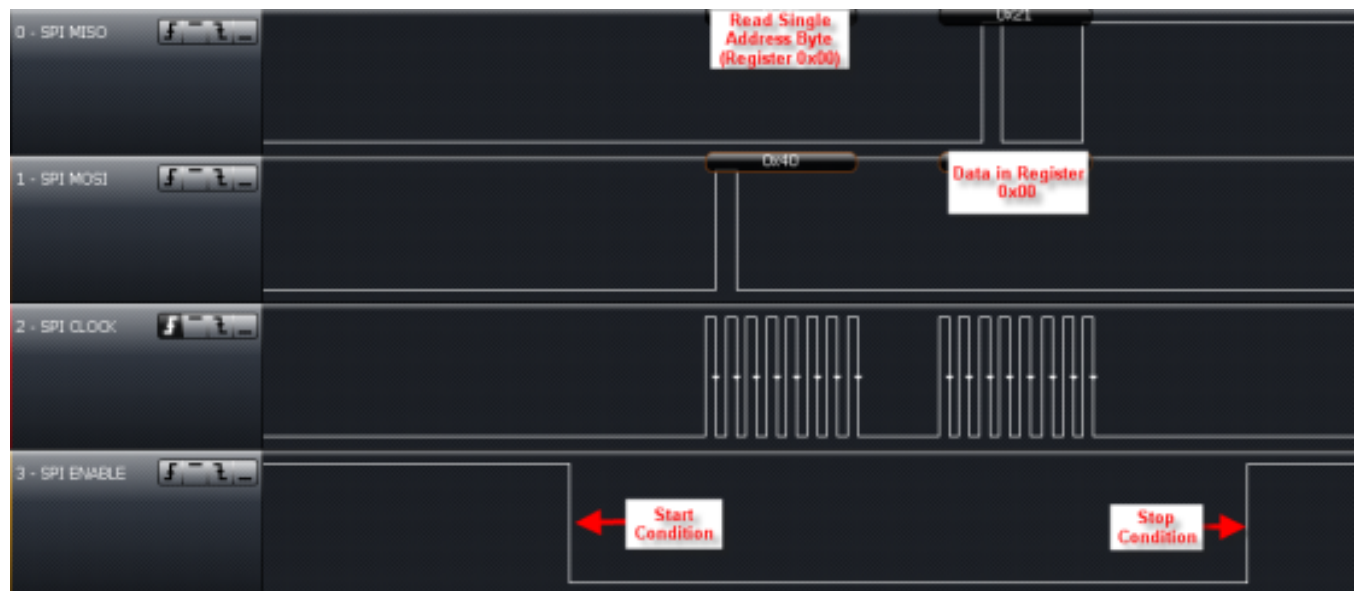 0 - SPI MISO
Read Single
Address Byte
(Register 0x00)
0x21
1 - SPI MOSI
0x40
Data in Register
0x00
2 - SPI CLOCK
3 - SPI ENABLE
Start
Condition
Stop
Condition